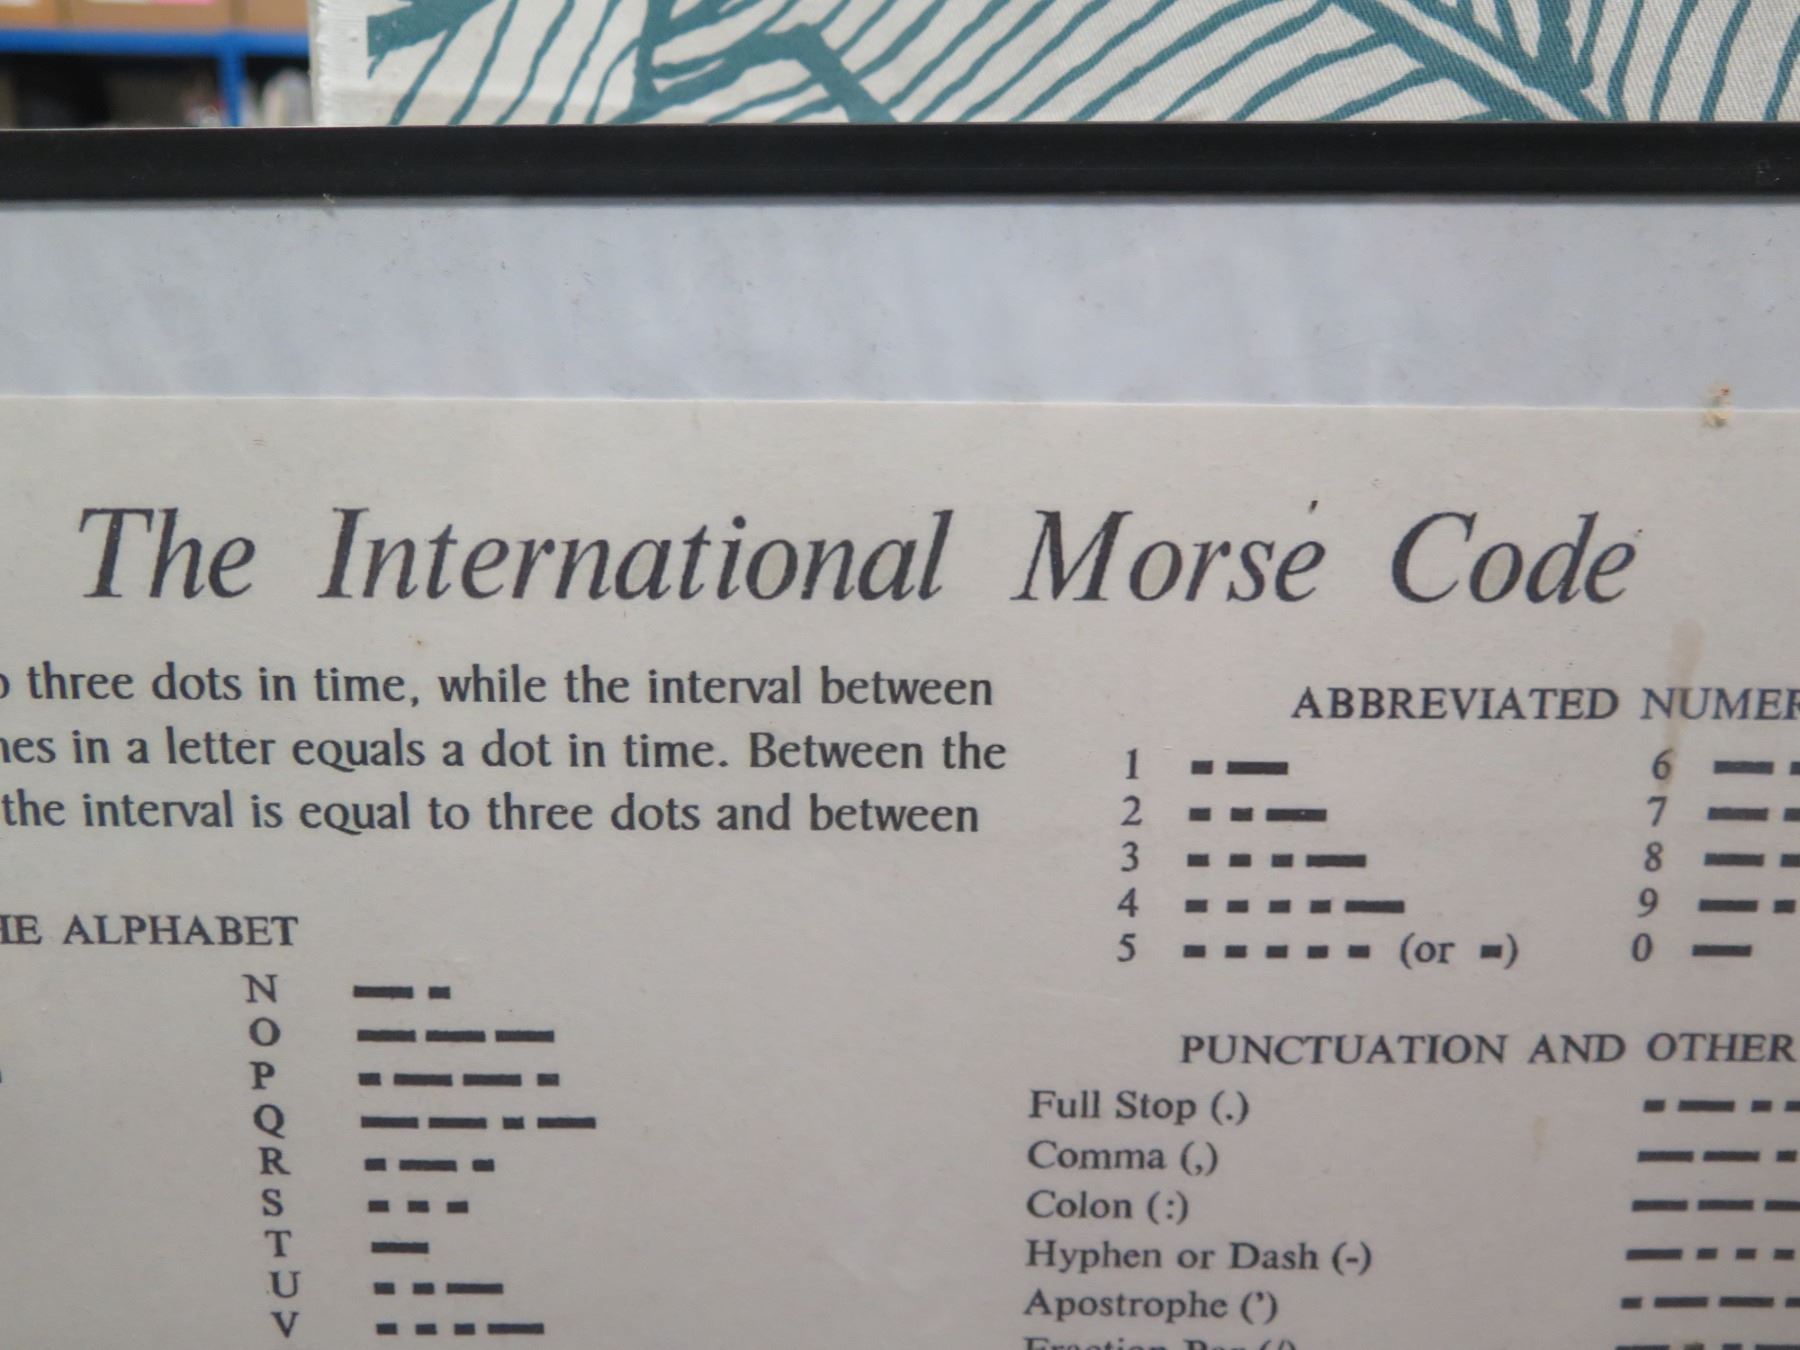 The International Morse Code
three dots in time, while the interval between
in a letter equals a dot in time. Between the
the interval is equal to three dots and between
ALPHABET
N — -
O — — —
P - — — -
Q — — - —
R - — -
S - - -
T —
U - - —
V - - - —
ABBREVIATED
1 - — 6 —
2 - - — 7 —
3 - - - — 8 —
4 - - - - — 9 — -
5 - - - - - (or -) 0 —
PUNCTUATION AND OTHER
Full Stop (.) - — - -
Comma (,) — — -
Colon (:) — — —
Hyphen or Dash (-) — - - -
Apostrophe (’) - — —